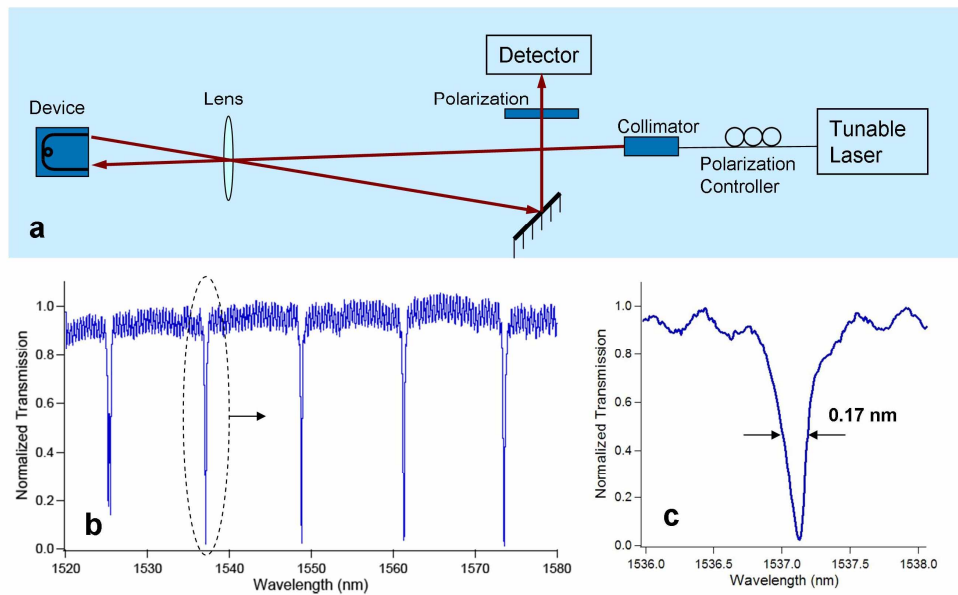 Detector
Polarization
Lens
Device
Collimator
Tunable
Laser
Polarization
Controller
a
Normalized Transmission
1.0
0.8
0.6
0.4
0.2
0.0
b
1520
1530
1540
1550
1560
1570
1580
Wavelength (nm)
Normalized Transmission
1.0
0.8
0.6
0.4
0.2
0.0
0.17 nm
c
1536.0
1536.5
1537.0
1537.5
1538.0
Wavelength (nm)